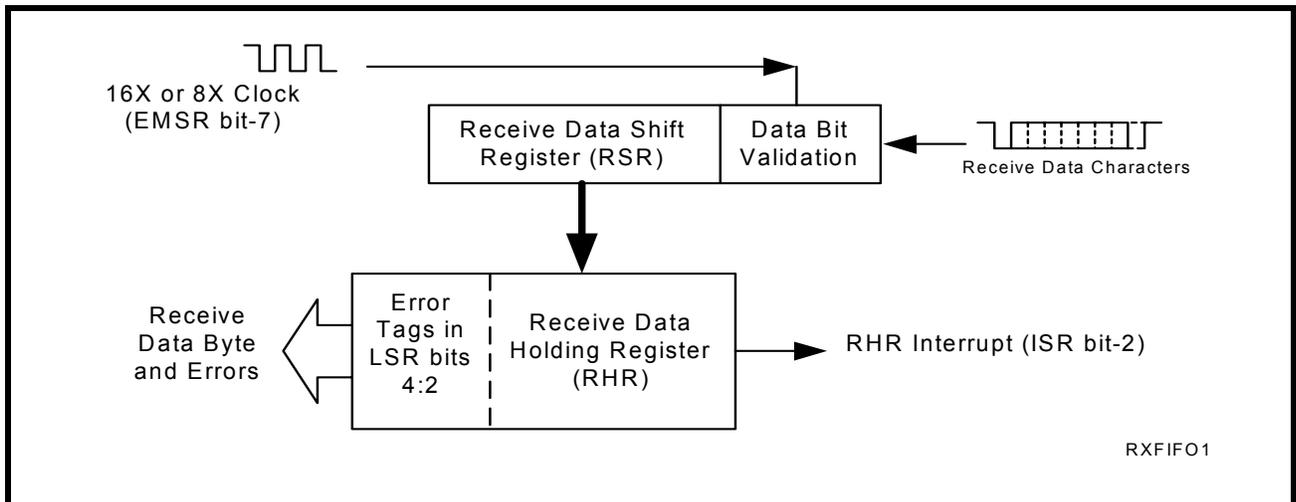 16X or 8X Clock
(EMSR bit-7)
Receive Data Shift
Register (RSR)
Data Bit
Validation
Receive Data Characters
Receive
Data Byte
and Errors
Error
Tags in
LSR bits
4:2
Receive Data
Holding Register
(RHR)
RHR Interrupt (ISR bit-2)
RXFIFO1